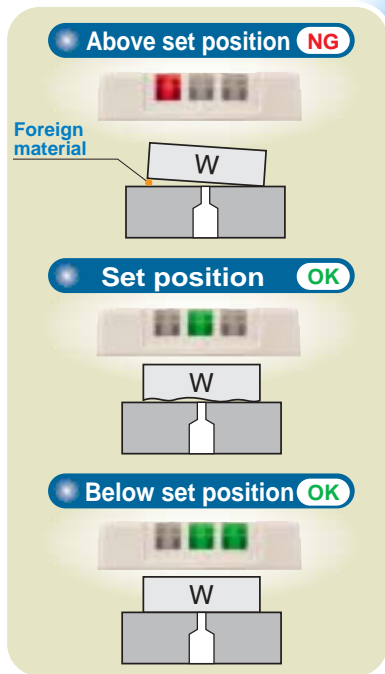 Above set position NG
Foreign
material
W
Set position OK
W
Below set position OK
W